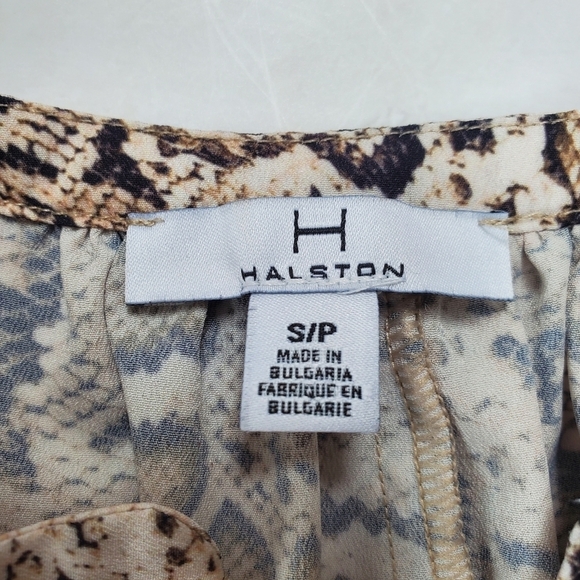 H
HALSTON
S/P
MADE IN
BULGARIA
FABRIQUE EN
BULGARIE